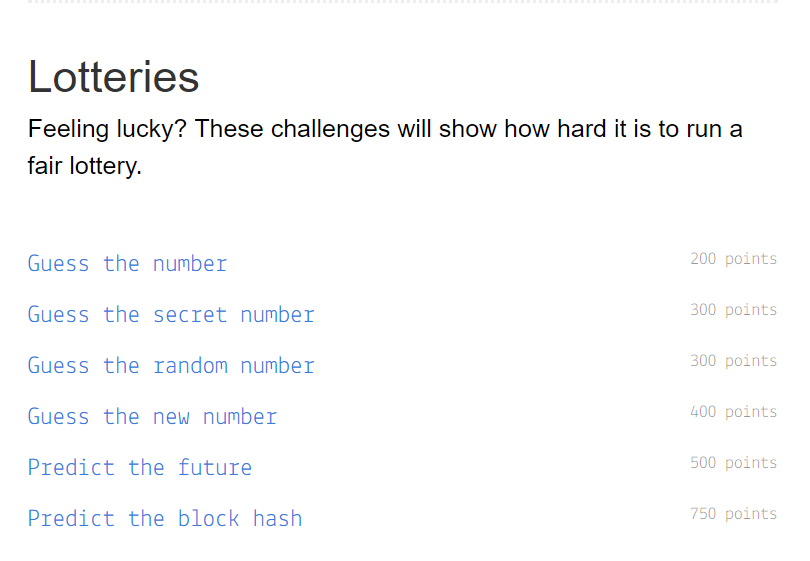 Lotteries
Feeling lucky? These challenges will show how hard it is to run a
fair lottery.
Guess the number 200 points
Guess the secret number 300 points
Guess the random number 300 points
Guess the new number 400 points
Predict the future 500 points
Predict the block hash 750 points